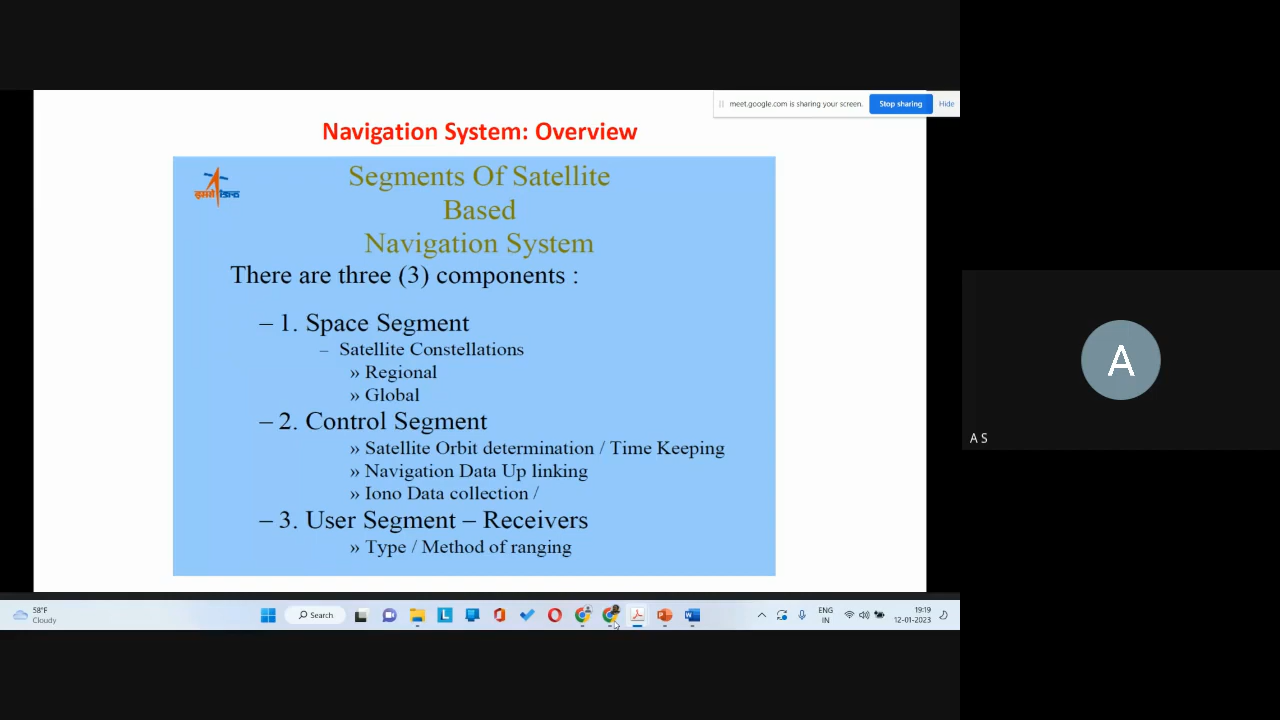 meet.google.com is sharing your screen.
Stop sharing
Hide
Navigation System: Overview
इसरो isro
Segments Of Satellite
Based
Navigation System
There are three (3) components :
– 1. Space Segment
– Satellite Constellations
» Regional
» Global
– 2. Control Segment
» Satellite Orbit determination / Time Keeping
» Navigation Data Up linking
» Iono Data collection /
– 3. User Segment – Receivers
» Type / Method of ranging
A
A S
58°F
Cloudy
Search
ENG
IN
19:19
12-01-2023